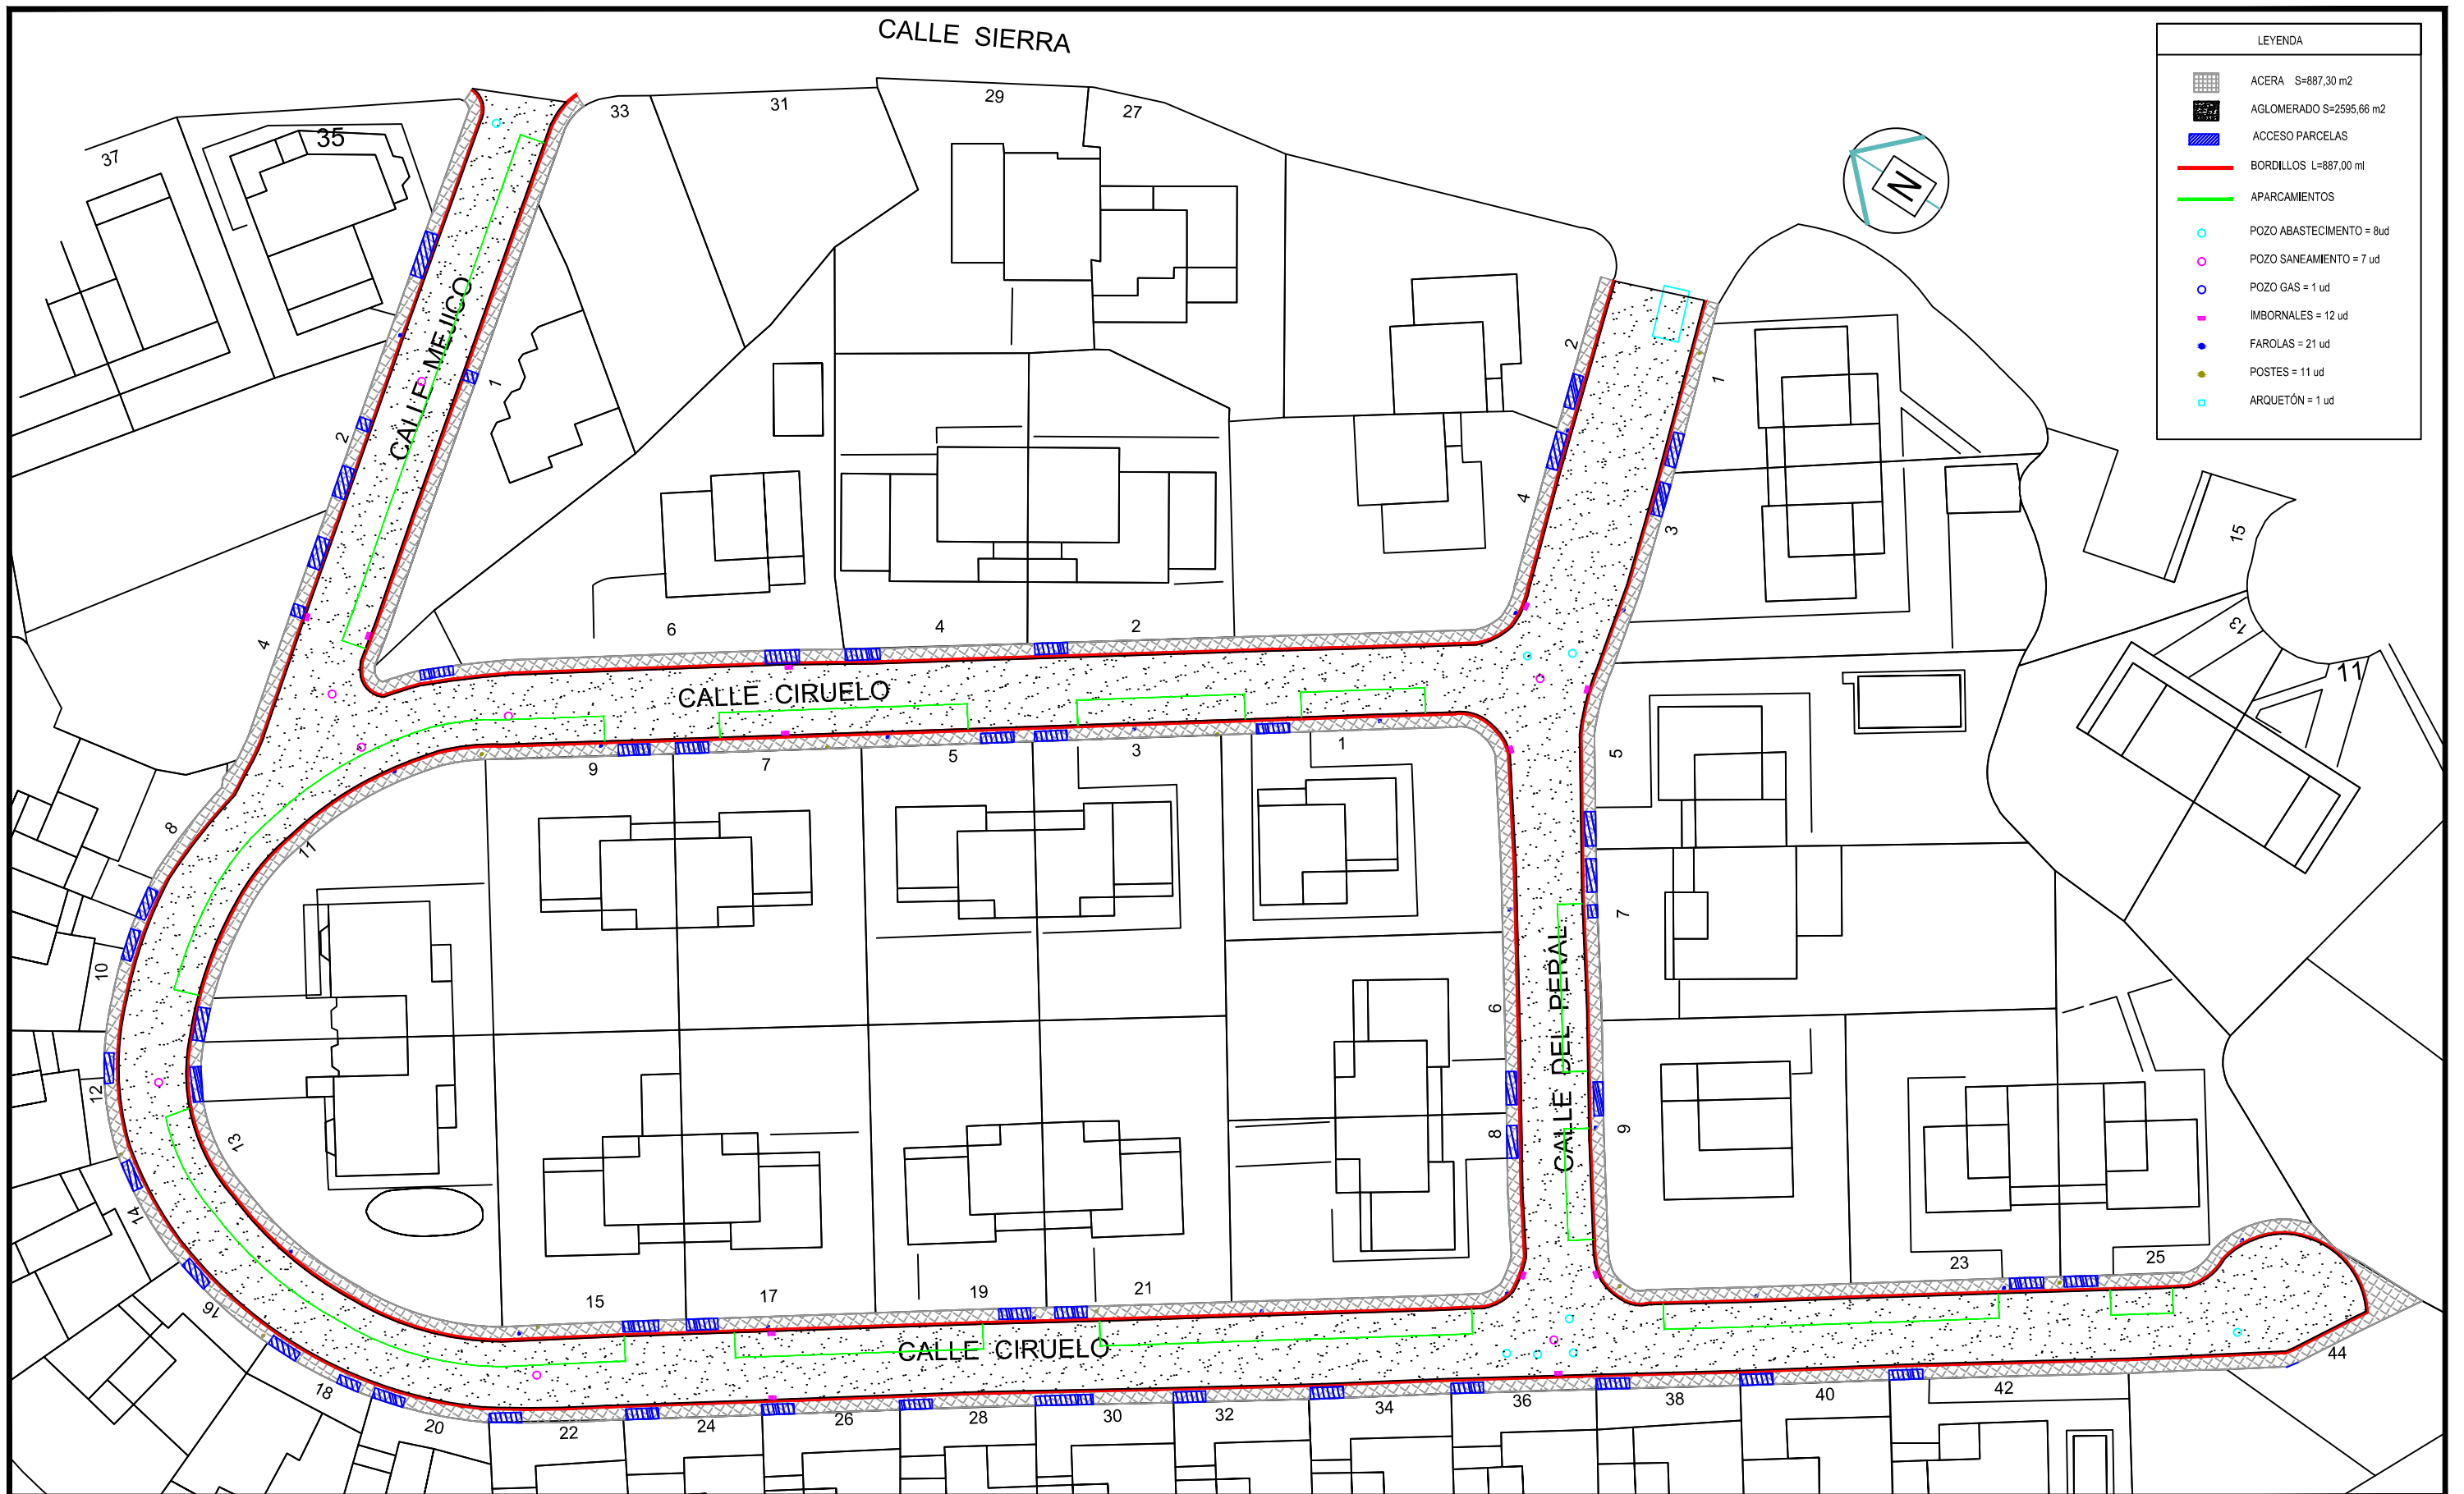 CALLE SIERRA
LEYENDA
ACERA S=887,30 m2
AGLOMERADO S=2595,66 m2
ACCESO PARCELAS
BORDILLOS L=887,00 ml
APARCAMIENTOS
POZO ABASTECIMENTO = 8ud
POZO SANEAMIENTO = 7 ud
POZO GAS = 1 ud
IMBORNALES = 12 ud
FAROLAS = 21 ud
POSTES = 11 ud
ARQUETÓN = 1 ud
N
37
35
33
31
29
27
CALLE MEJICO
2
1
4
2
1
4
3
15
13
11
6
4
2
CALLE CIRUELO
9
7
5
3
1
5
8
11
10
7
CALLE DEL PERAL
6
12
13
8
9
14
16
15
17
19
21
23
25
CALLE CIRUELO
18
20
22
24
26
28
30
32
34
36
38
40
42
44